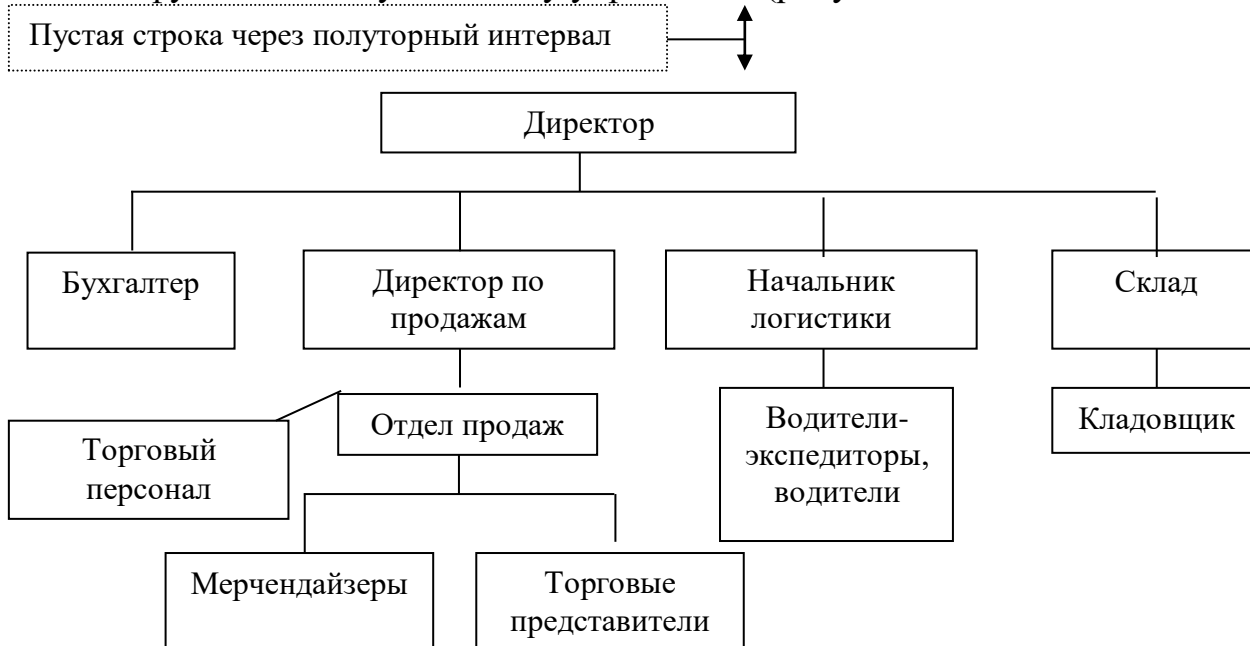 Пустая строка через полуторный интервал
Директор
Бухгалтер
Директор по
продажам
Начальник
логистики
Склад
Торговый
персонал
Отдел продаж
Водители-
экспедиторы,
водители
Кладовщик
Мерчендайзеры
Торговые
представители